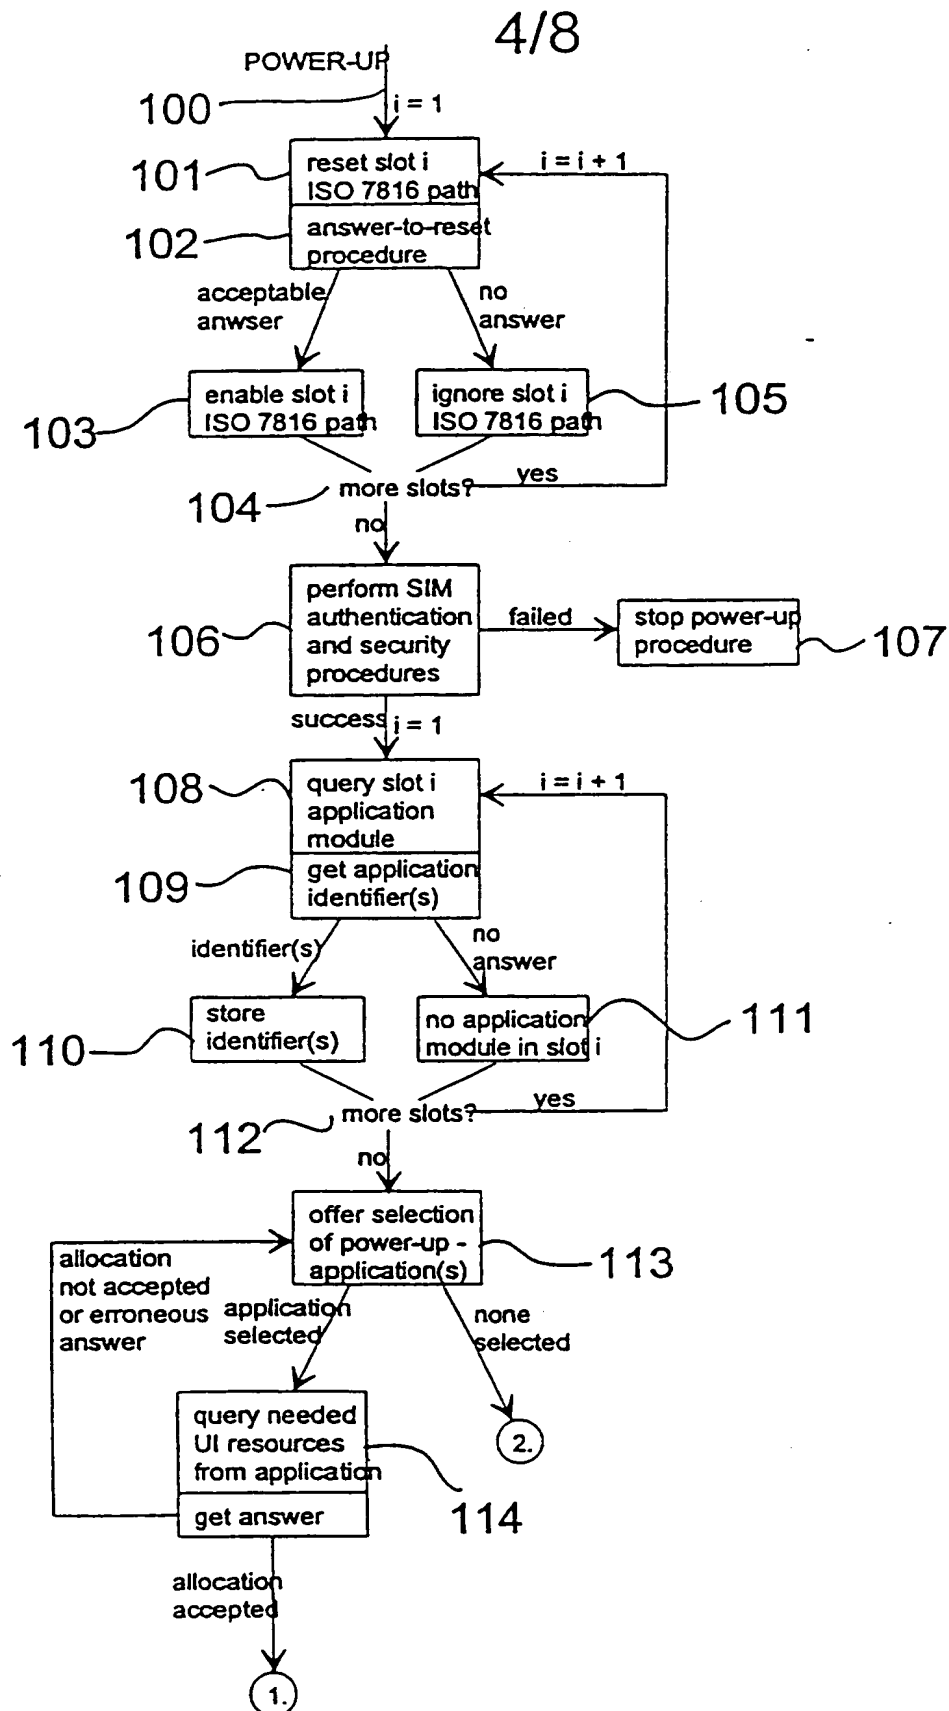 4/8
POWER-UP
100
i = 1
101
reset slot i
ISO 7816 path
i = i + 1
102
answer-to-reset
procedure
acceptable
anwser
no
answer
103
enable slot i
ISO 7816 path
ignore slot i
ISO 7816 path
105
104
more slots?
yes
no
106
perform SIM
authentication
and security
procedures
failed
stop power-up
procedure
107
success
i = 1
108
query slot i
application
module
i = i + 1
109
get application
identifier(s)
identifier(s)
no
answer
110
store
identifier(s)
no application
module in slot i
111
112
more slots?
yes
no
offer selection
of power-up -
application(s)
113
allocation
not accepted
or erroneous
answer
application
selected
none
selected
query needed
UI resources
from application
2.
get answer
114
allocation
accepted
1.